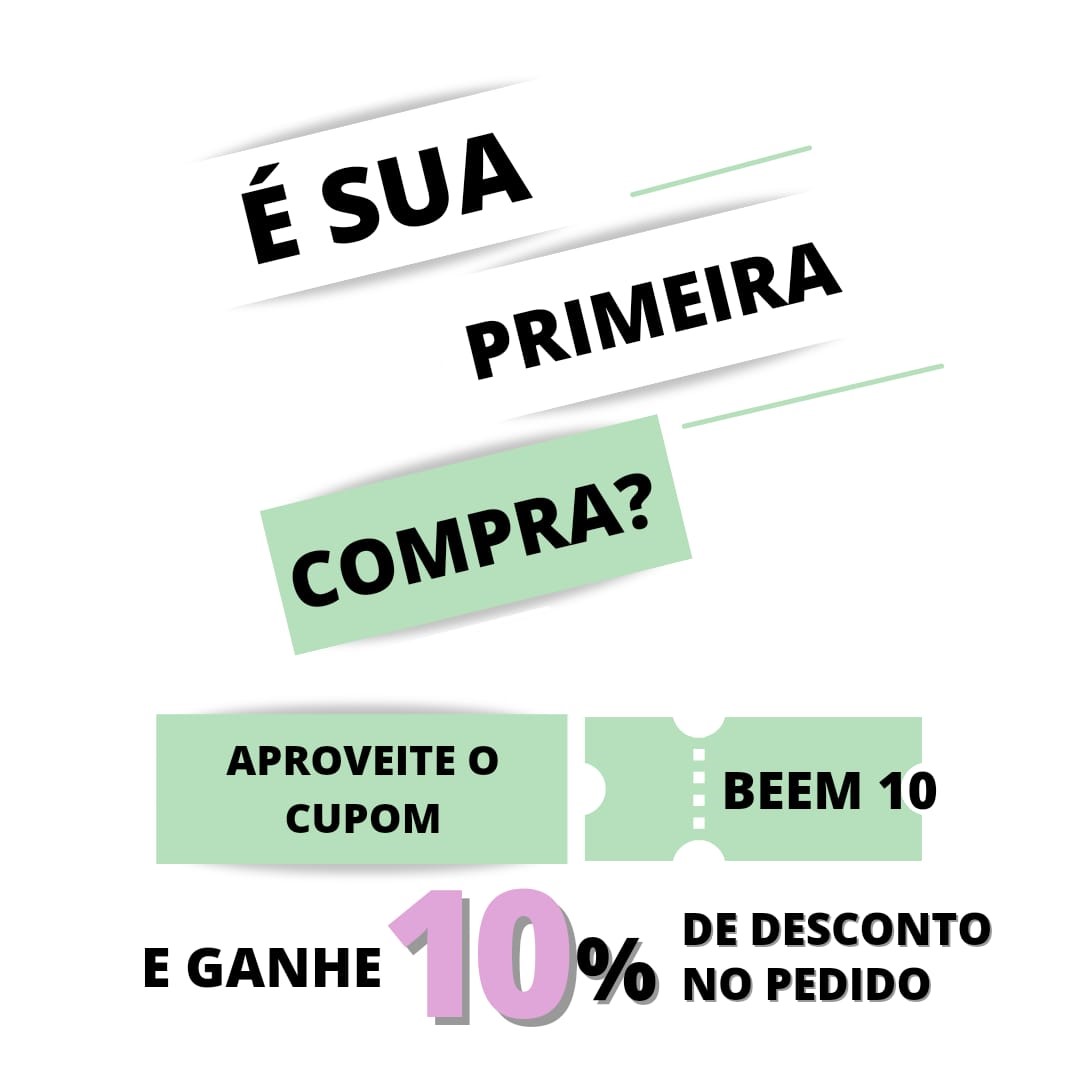 É SUA
PRIMEIRA
COMPRA?
APROVEITE O
CUPOM
BEEM 10
E GANHE 10%
DE DESCONTO
NO PEDIDO